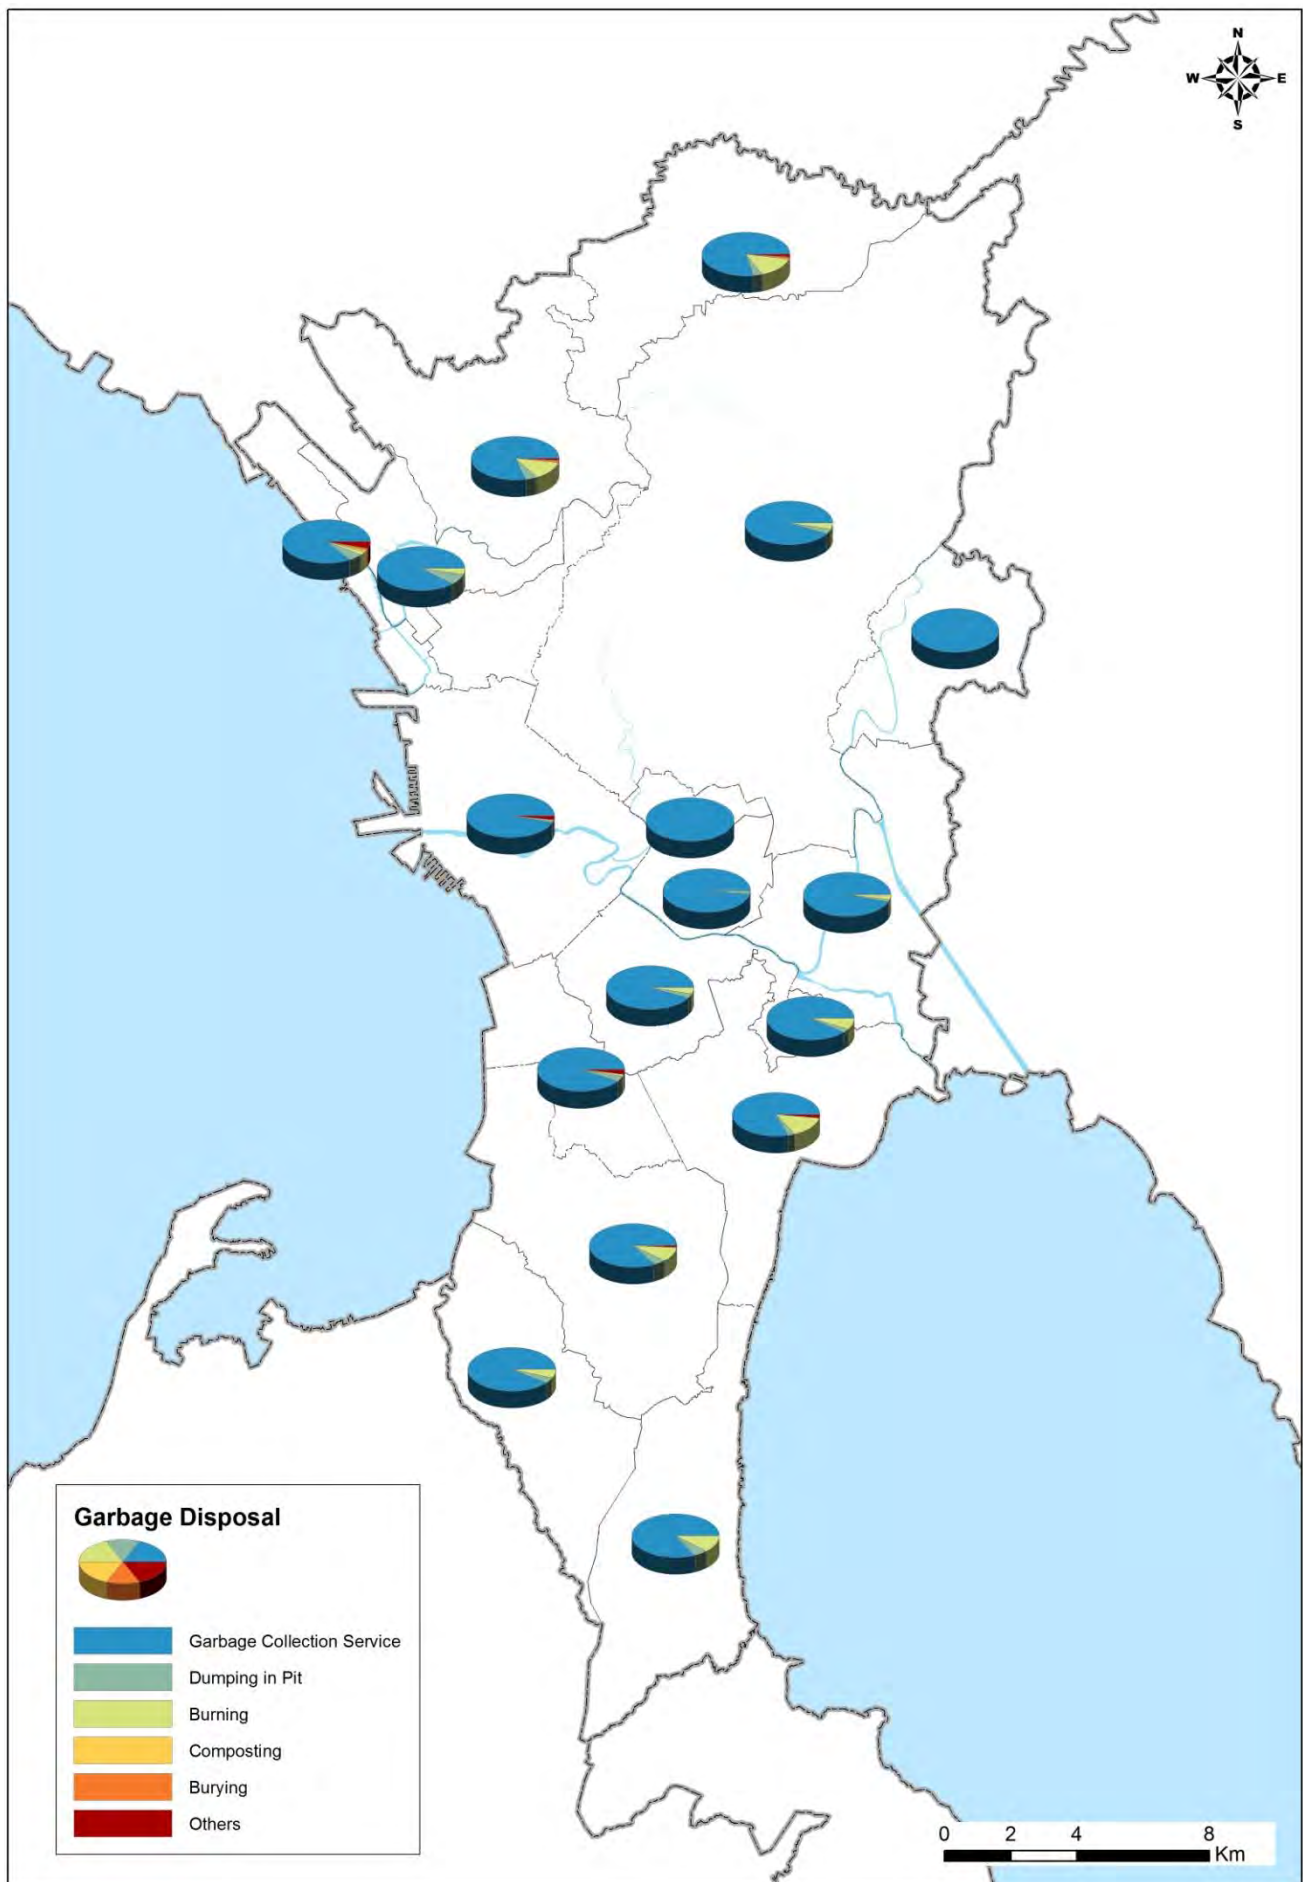 N
W E
S
Garbage Disposal
Garbage Collection Service
Dumping in Pit
Burning
Composting
Burying
Others
0 2 4 8
Km